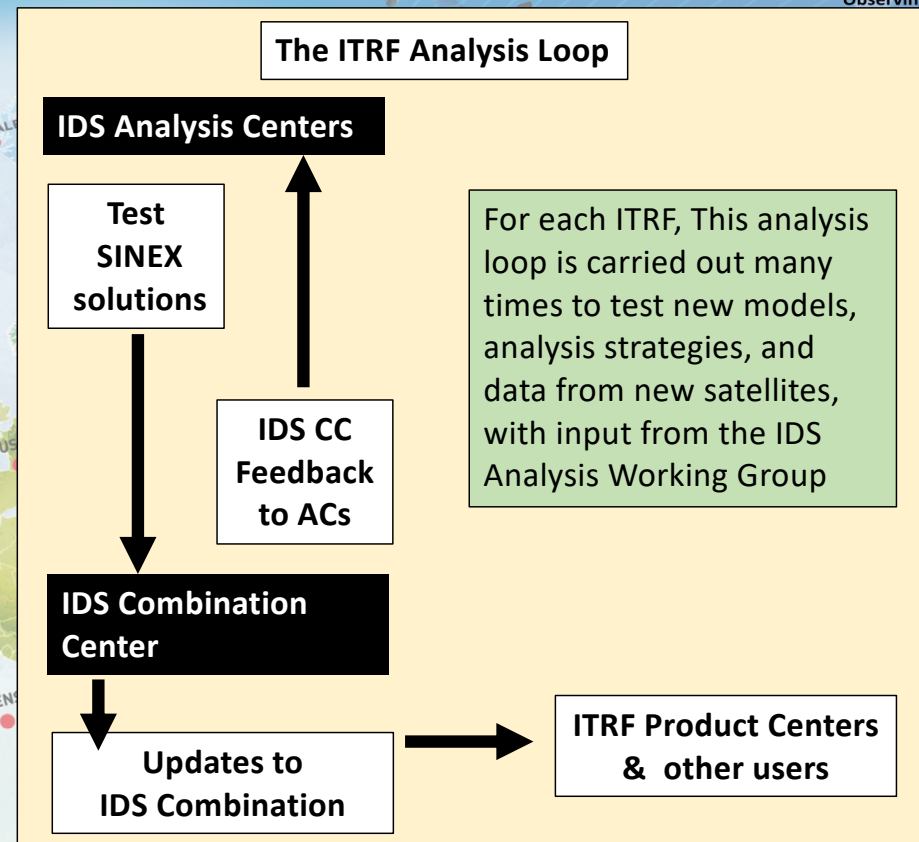 The ITRF Analysis Loop
IDS Analysis Centers
Test
SINEX
solutions
For each ITRF, This analysis
loop is carried out many
times to test new models,
analysis strategies, and
data from new satellites,
with input from the IDS
Analysis Working Group
IDS CC
Feedback
to ACs
IDS Combination
Center
Updates to
IDS Combination
ITRF Product Centers
& other users